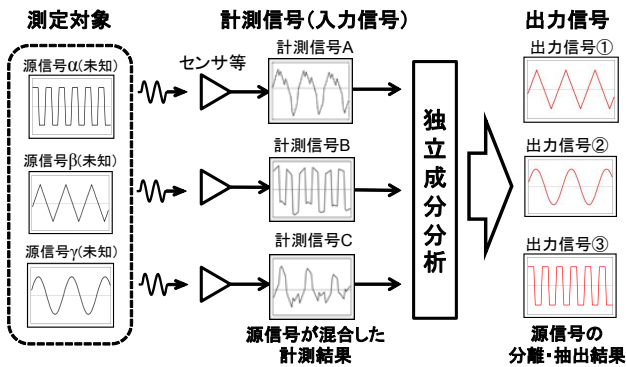 測定対象
計測信号(入力信号)
出力信号
源信号α(未知)
センサ等
計測信号A
出力信号①
源信号β(未知)
計測信号B
独立成分分析
出力信号②
源信号γ(未知)
計測信号C
出力信号③
源信号が混合した
計測結果
源信号の
分離・抽出結果